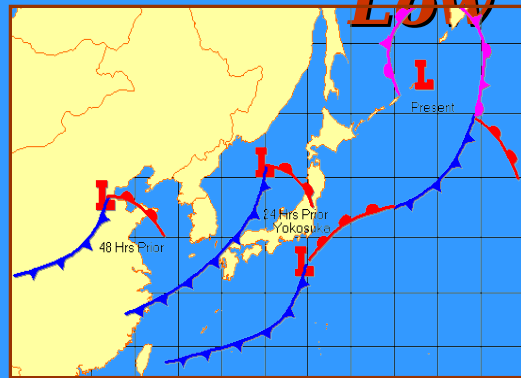 Low
L
Present
L
24 Hrs Prior
Yokosuka
L
48 Hrs Prior
L